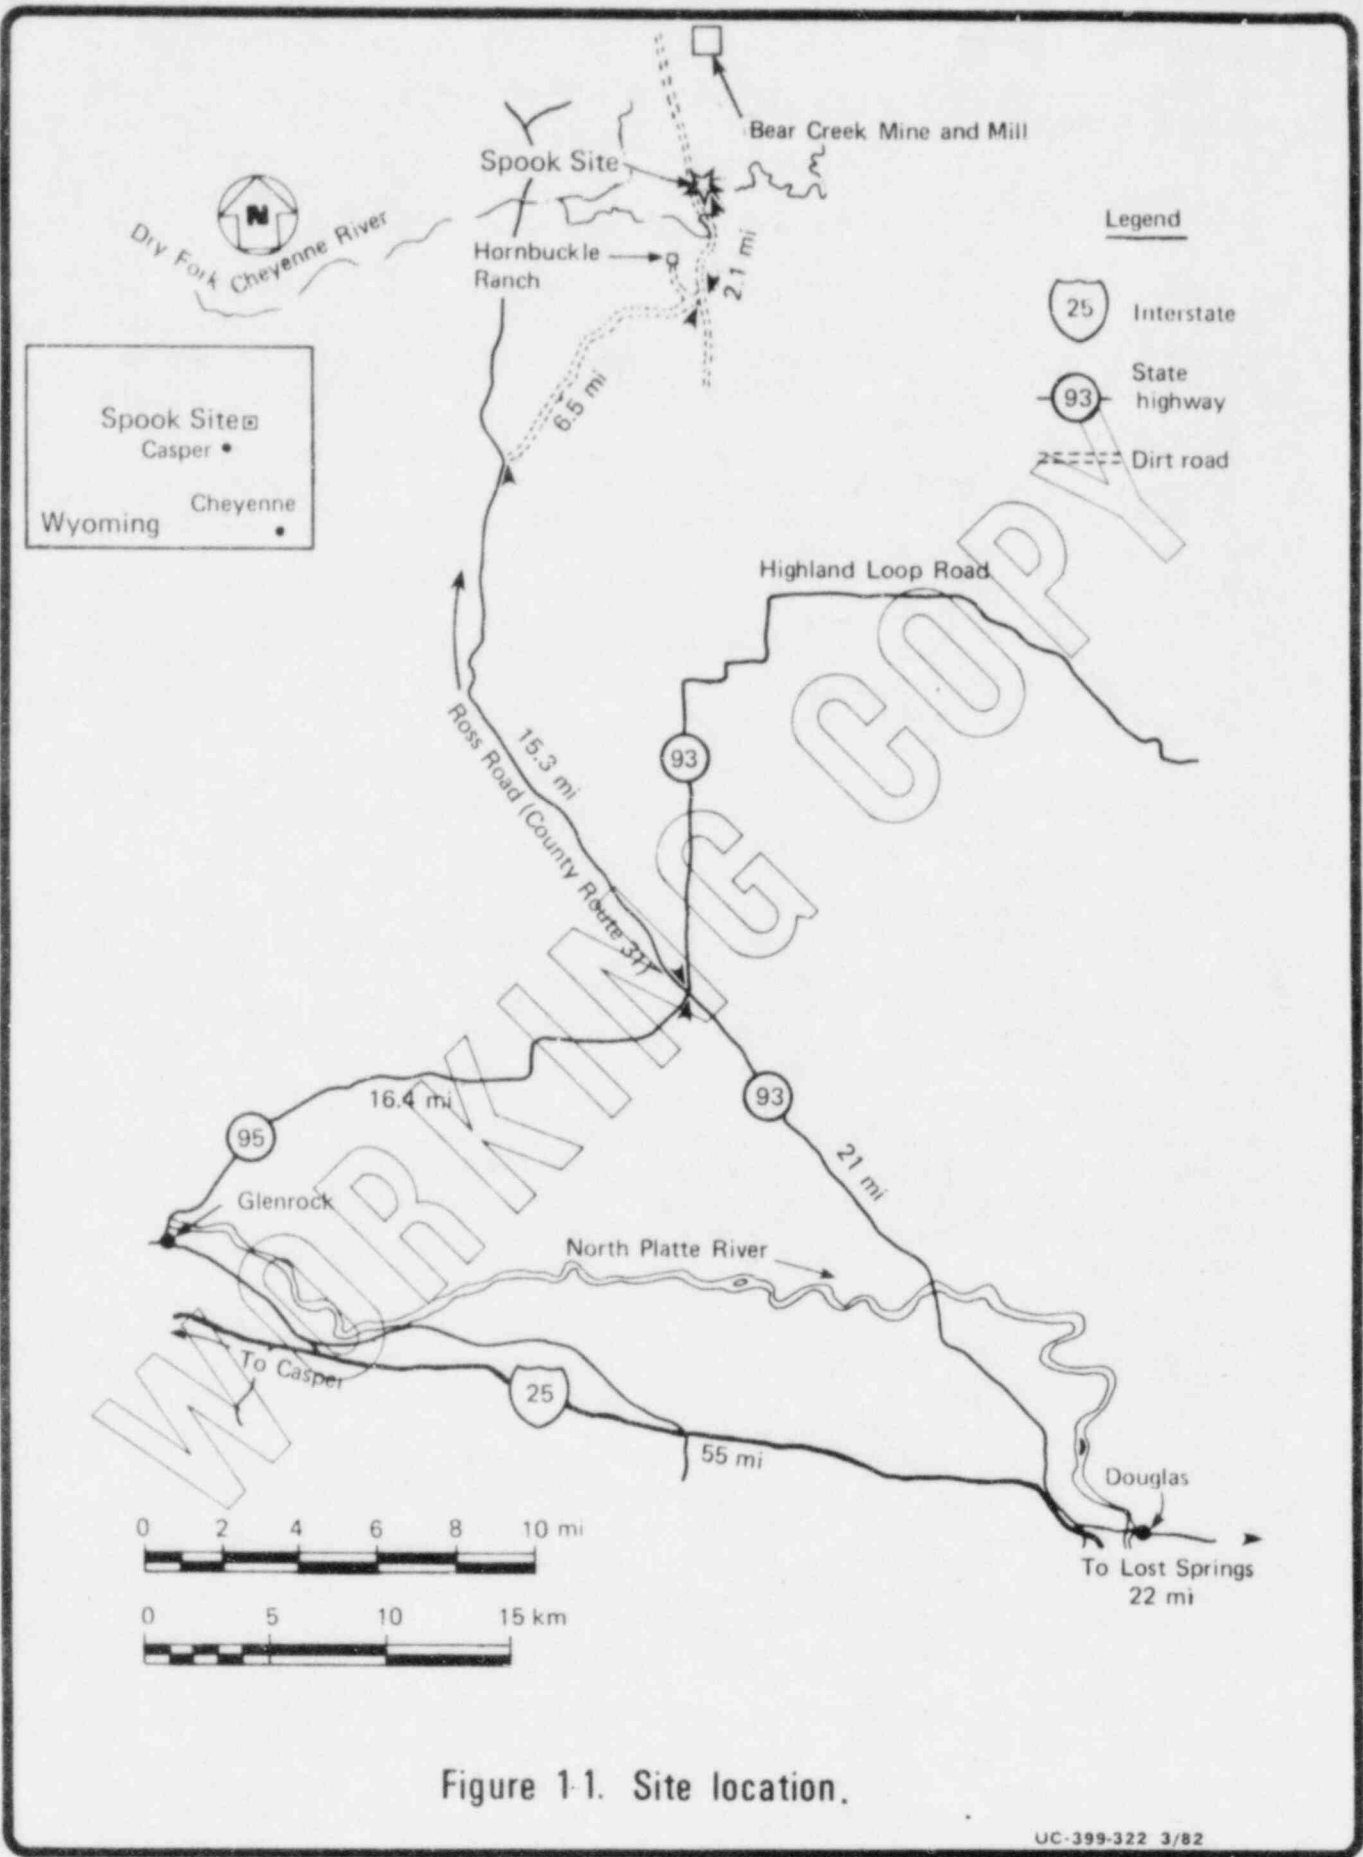 Bear Creek Mine and Mill
Spook Site
N
Dry Fork Cheyenne River
Hornbuckle
Ranch
2.1 mi
6.5 mi
Legend
25
Interstate
93
State
highway
Dirt road
Spook Site
Casper
Cheyenne
Wyoming
Highland Loop Road
93
15.3 mi
Ross Road (County Route 31)
93
16.4 mi
95
21 mi
Glenrock
North Platte River
To Casper
25
55 mi
Douglas
To Lost Springs
22 mi
WORKING COPY
0 2 4 6 8 10 mi
0 5 10 15 km
Figure 1-1. Site location.
UC-399-322 3/82